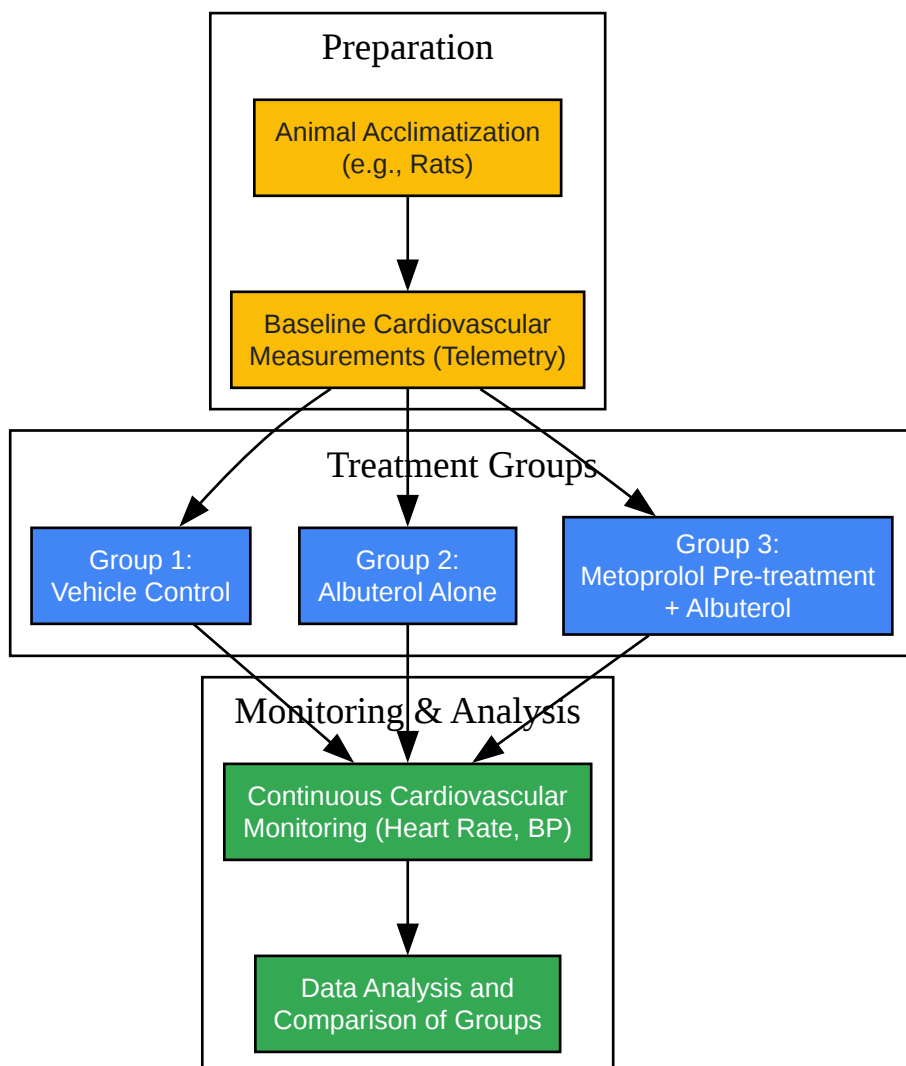 Preparation
Animal Acclimatization
(e.g., Rats)
Baseline Cardiovascular
Measurements (Telemetry)
Treatment Groups
Group 1:
Vehicle Control
Group 2:
Albuterol Alone
Group 3:
Metoprolol Pre-treatment
+ Albuterol
Monitoring & Analysis
Continuous Cardiovascular
Monitoring (Heart Rate, BP)
Data Analysis and
Comparison of Groups